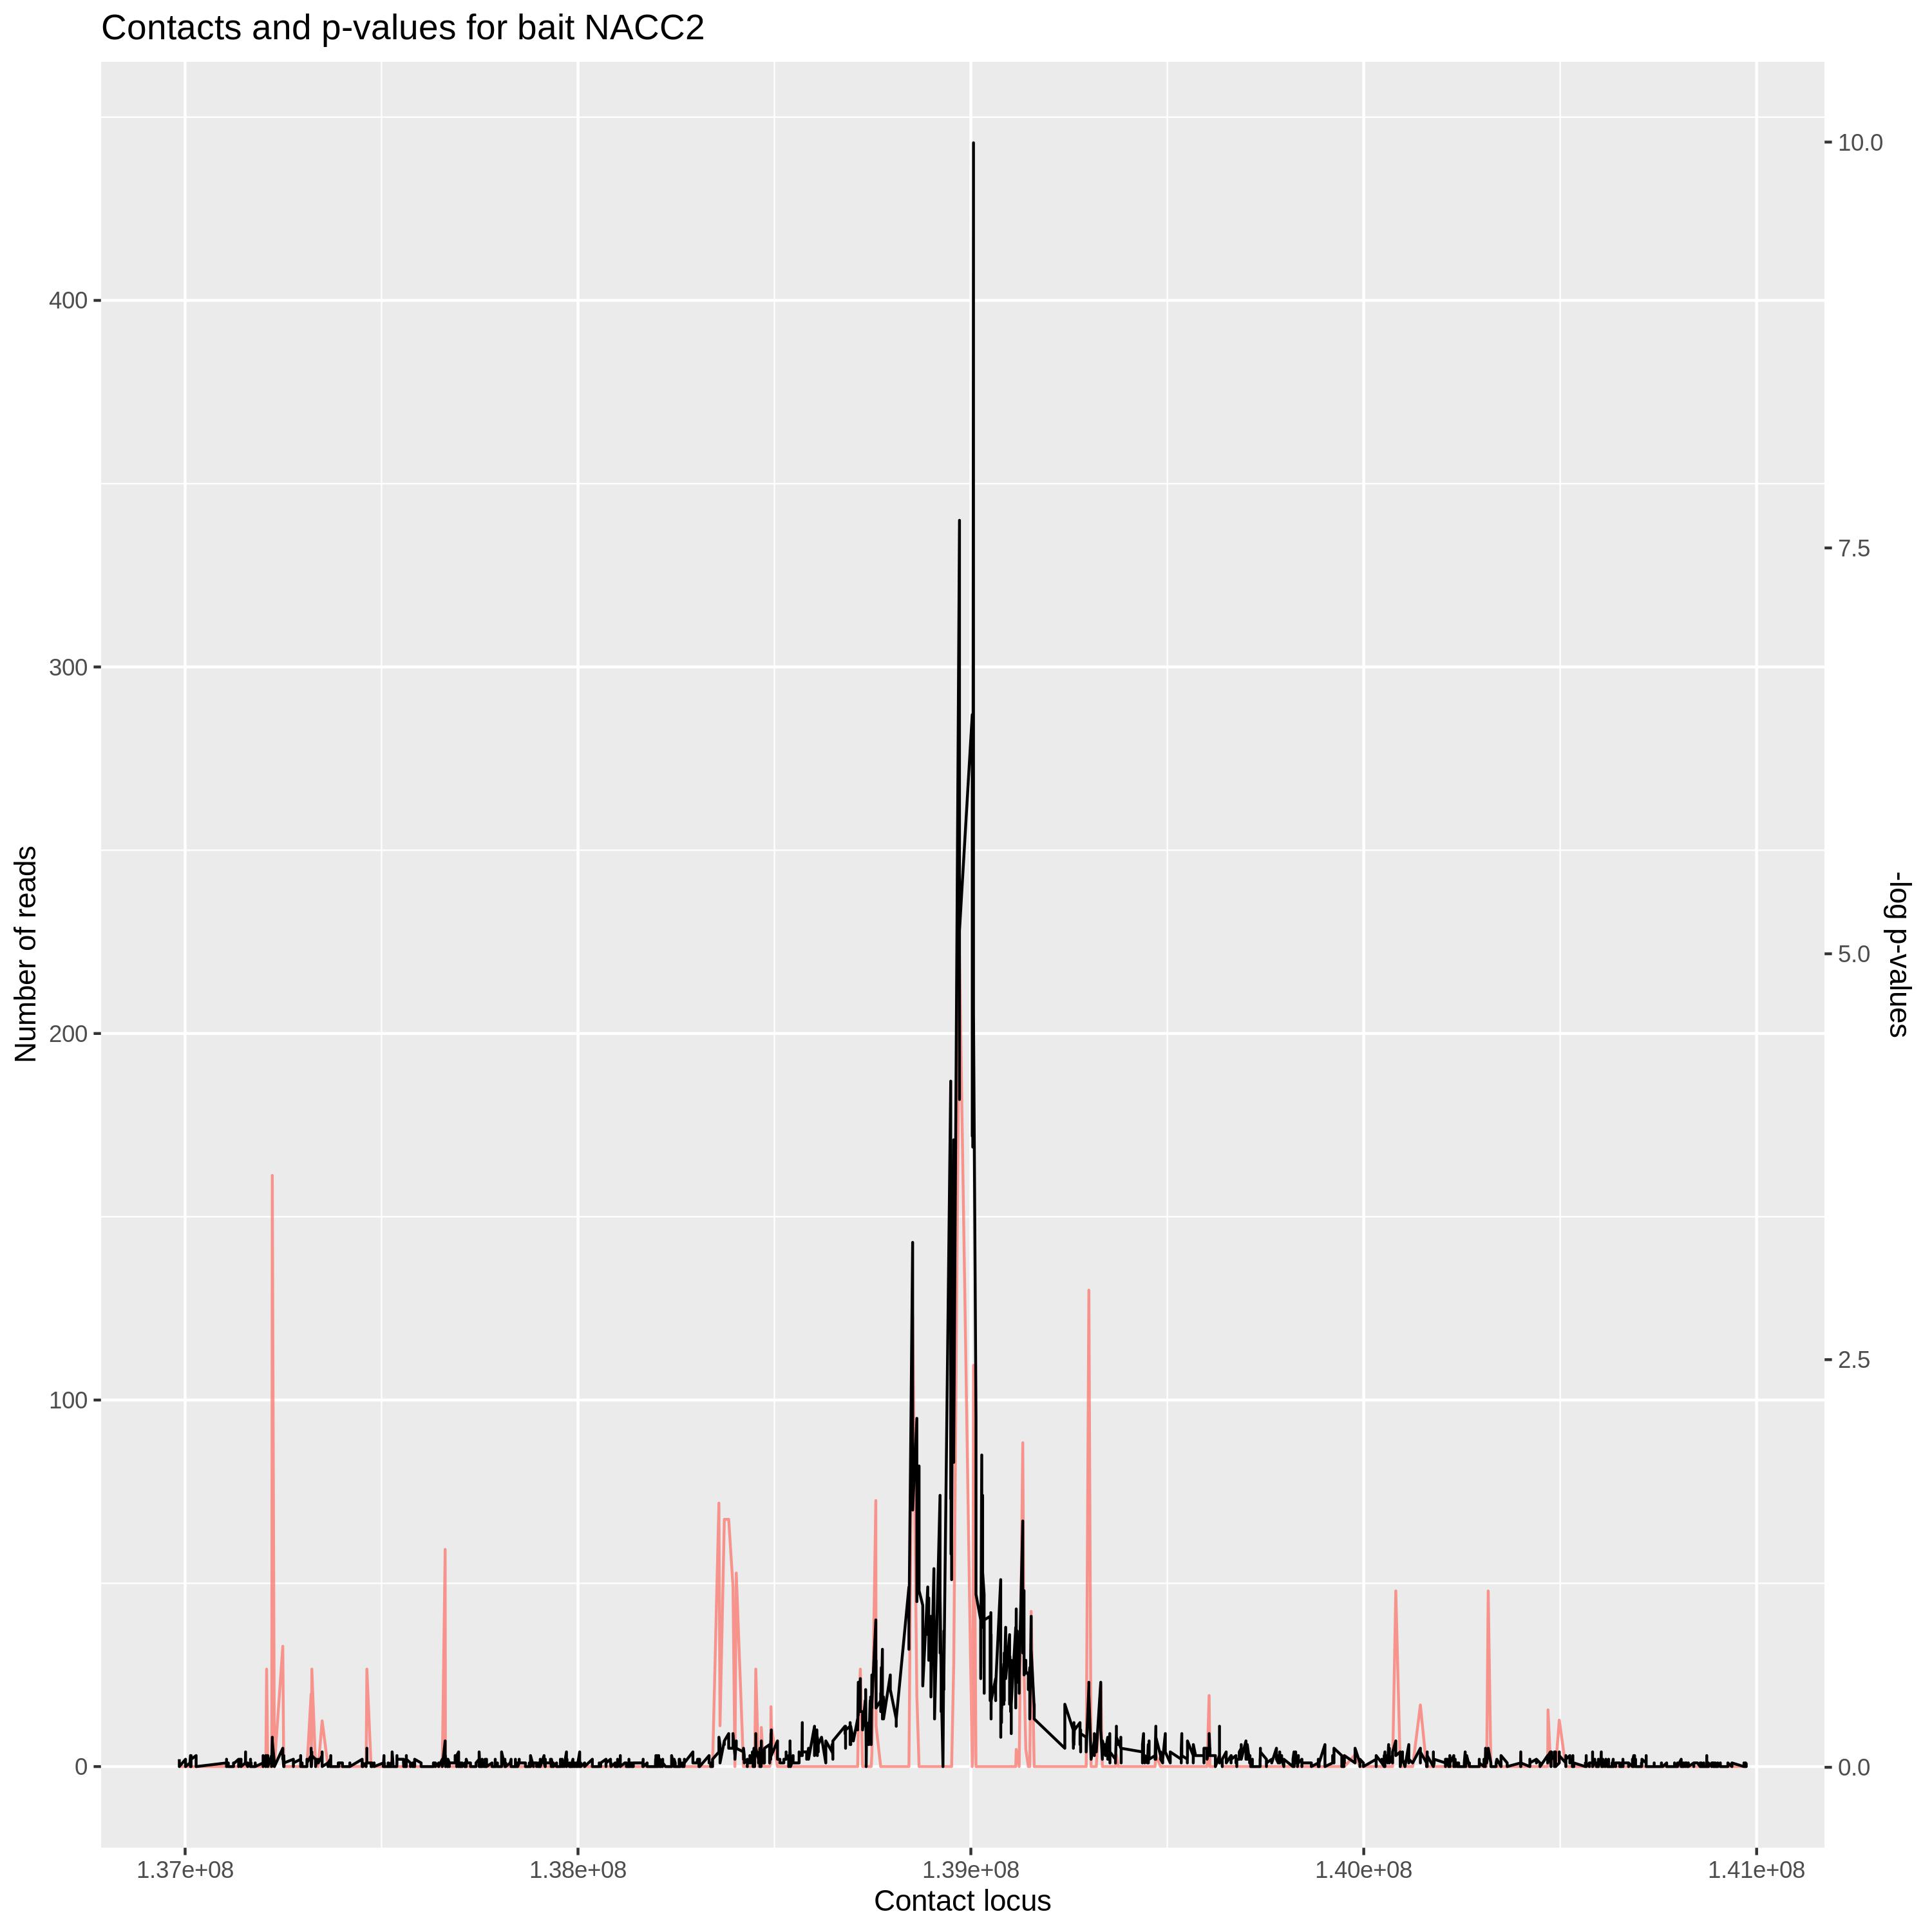 Contacts and p-values for bait NACC2
Number of reads
400
300
200
100
0
10.0
7.5
5.0
2.5
0.0
-log p-values
1.37e+08
1.38e+08
1.39e+08
1.40e+08
1.41e+08
Contact locus